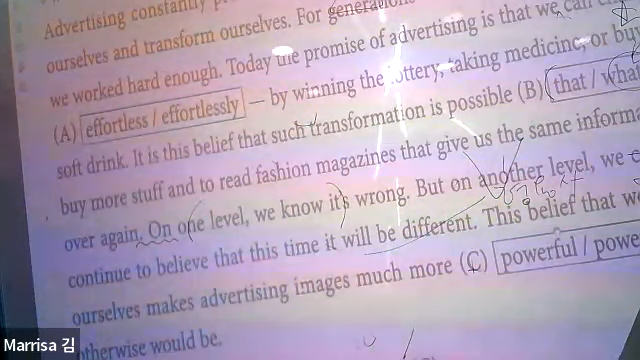 Advertising constantly
ourselves and transform ourselves. For generations
we worked hard enough. Today the promise of advertising is that we can
(A) effortless / effortlessly — by winning the lottery, taking medicine, or buy
soft drink. It is this belief that such transformation is possible (B) that / what
buy more stuff and to read fashion magazines that give us the same
over again. On one level, we know it's wrong. But on another level, we
continue to believe that this time it will be different. This belief that
ourselves makes advertising images much more (C) powerful /
otherwise would be.
Marrisa 김